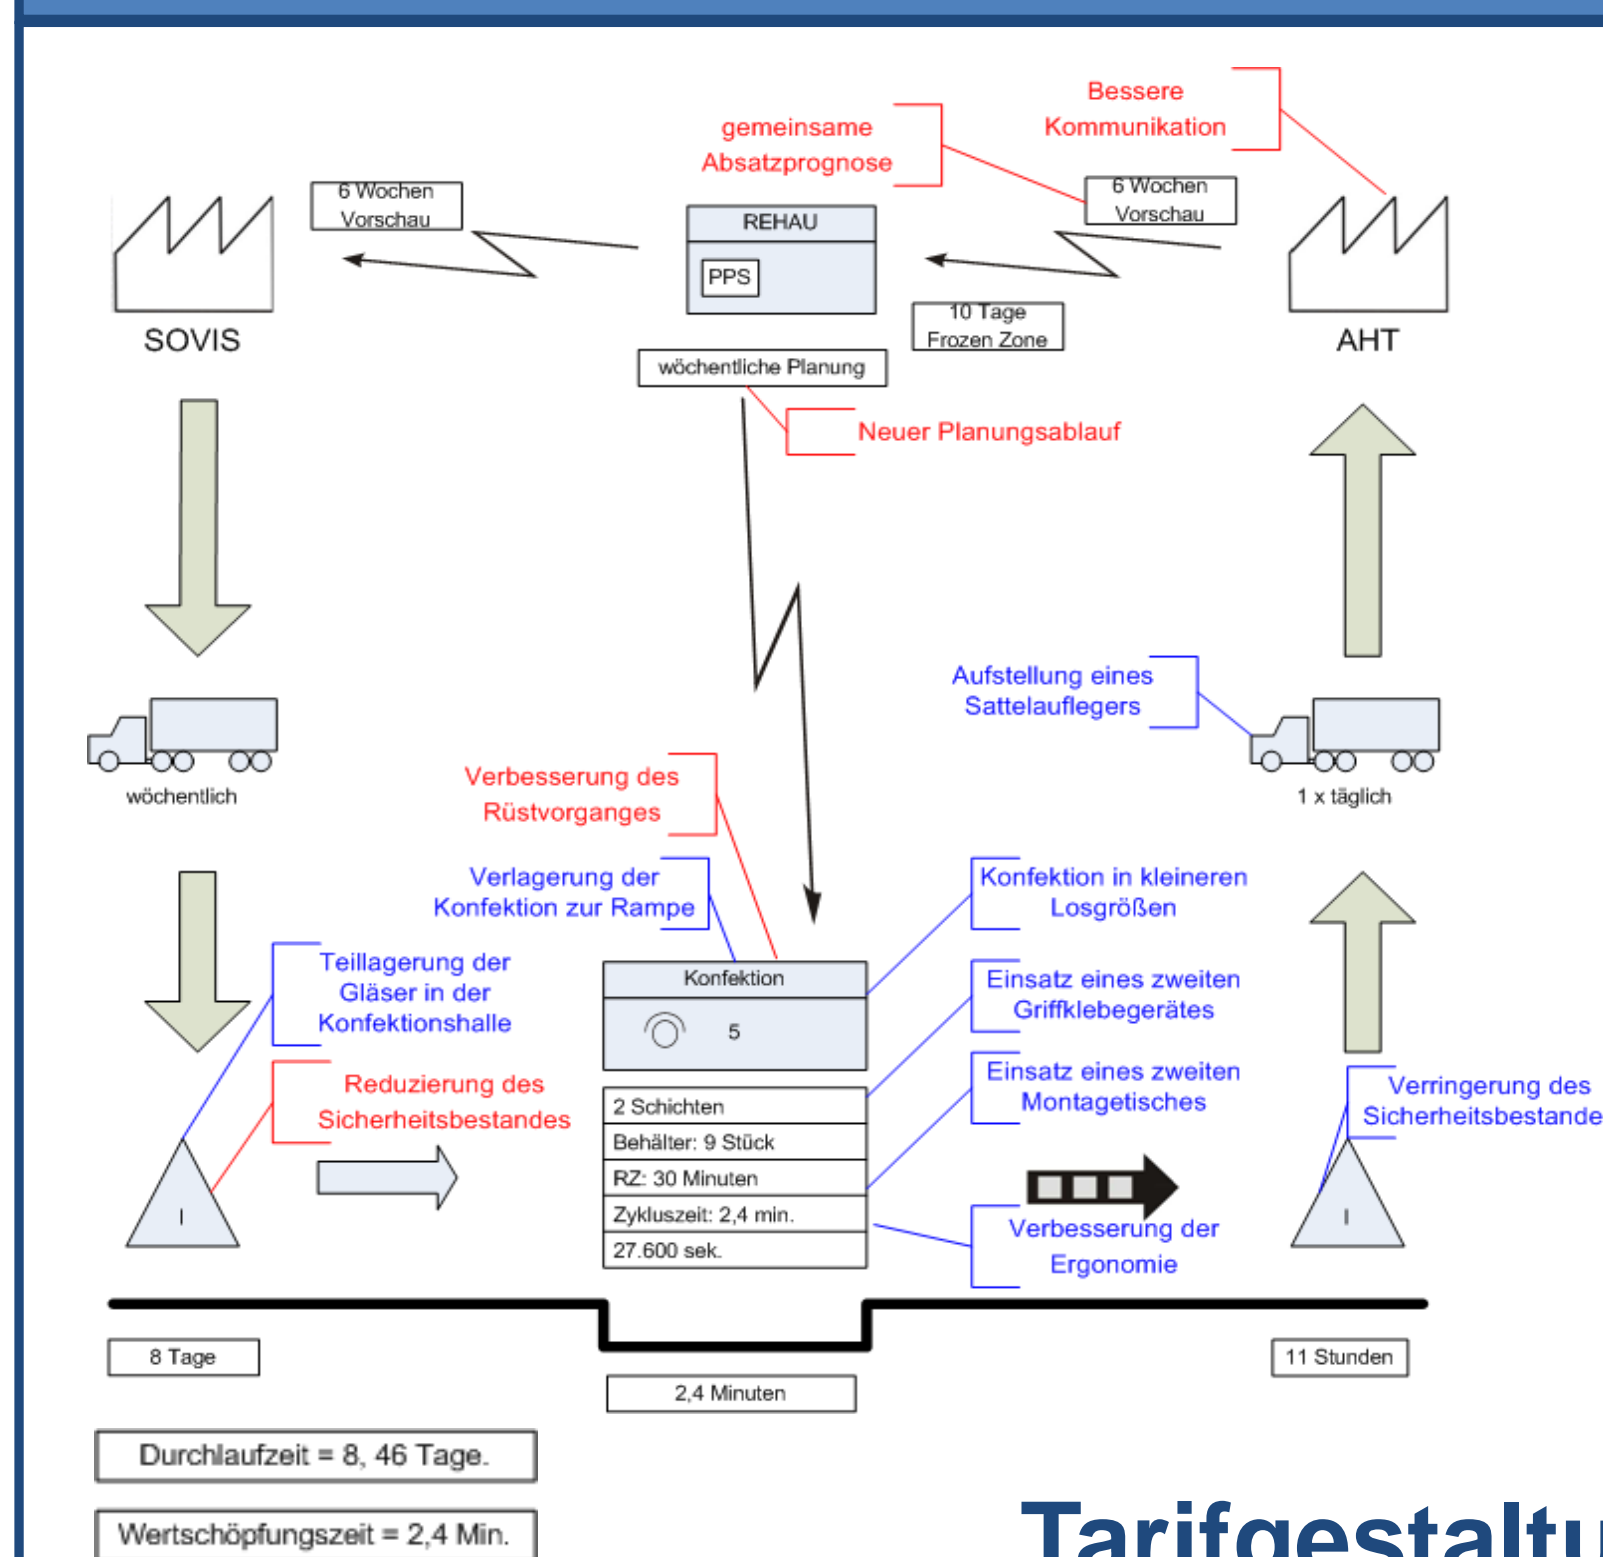 Bessere
Kommunikation
gemeinsame
Absatzprognose
6 Wochen
Vorschau
REHAU
PPS
6 Wochen
Vorschau
10 Tage
Frozen Zone
SOVIS
AHT
wöchentliche Planung
Neuer Planungsablauf
Aufstellung eines
Sattelauflegers
wöchentlich
1 x täglich
Verbesserung des
Rüstvorganges
Verlagerung der
Konfektion zur Rampe
Konfektion in kleineren
Losgrößen
Teillagerung der
Gläser in der
Konfektionshalle
Konfektion
5
Einsatz eines zweiten
Griffklebegerätes
Reduzierung des
Sicherheitsbestandes
Einsatz eines zweiten
Montagetisches
Verringerung des
Sicherheitsbestande
2 Schichten
Behälter: 9 Stück
RZ: 30 Minuten
Zykluszeit: 2,4 min.
27.600 sek.
I
Verbesserung der
Ergonomie
I
8 Tage
2,4 Minuten
11 Stunden
Durchlaufzeit = 8, 46 Tage.
Wertschöpfungszeit = 2,4 Min.
Tarifgestaltu